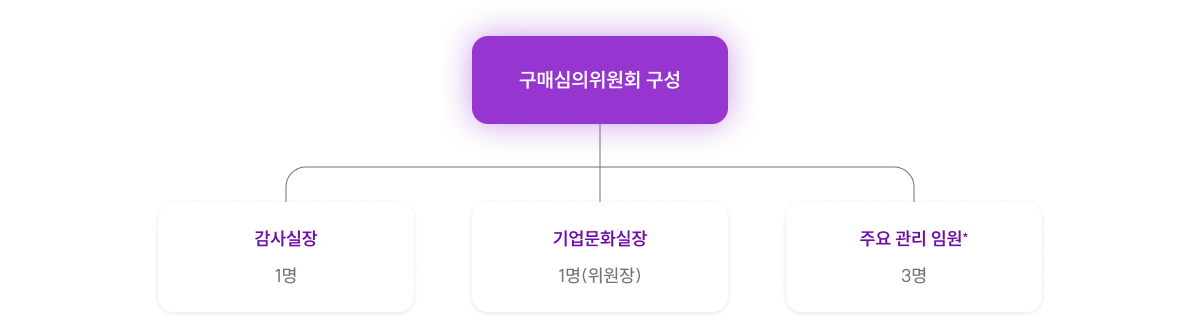 구매심의위원회 구성
감사실장
1명
기업문화실장
1명(위원장)
주요 관리 임원*
3명